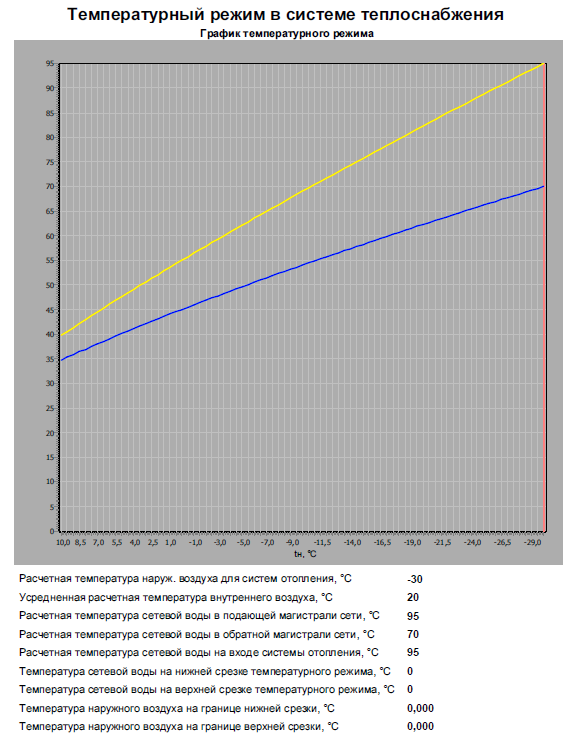 Температурный режим в системе теплоснабжения
График температурного режима
95
90
85
80
75
70
65
60
55
50
45
40
35
30
25
20
15
10
5
0
10,0 8,5 7,0 5,5 4,0 2,5 1,0 -1,0 -3,0 -5,0 -7,0 -9,0 -11,5 -14,0 -16,5 -19,0 -21,5 -24,0 -26,5 -29,0
tн, °C
Расчетная температура наруж. воздуха для систем отопления, °C -30
Усредненная расчетная температура внутреннего воздуха, °C 20
Расчетная температура сетевой воды в подающей магистрали сети, °C 95
Расчетная температура сетевой воды в обратной магистрали сети, °C 70
Расчетная температура сетевой воды на входе системы отопления, °C 95
Температура сетевой воды на нижней срезке температурного режима, °C 0
Температура сетевой воды на верхней срезке температурного режима, °C 0
Температура наружного воздуха на границе нижней срезки, °C 0,000
Температура наружного воздуха на границе верхней срезки, °C 0,000